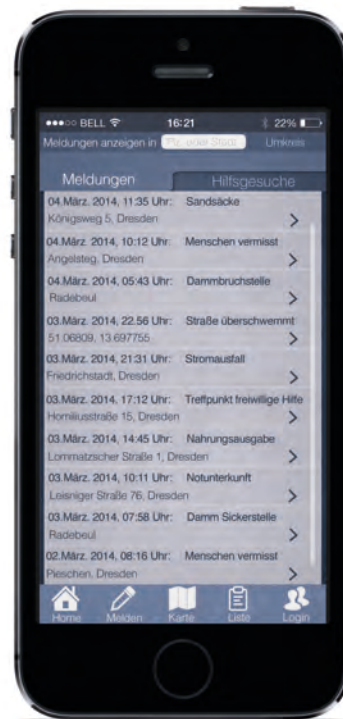 BELL 16:21 22%
Meldungen anzeigen in Plz. oder Stadt Umkreis
Meldungen Hilfsgesuche
04.März. 2014, 11:35 Uhr: Sandsäcke
Königsweg 5, Dresden
04.März. 2014, 10:12 Uhr: Menschen vermisst
Angelsteg, Dresden
04.März. 2014, 05:43 Uhr: Dammbruchstelle
Radebeul
03.März. 2014, 22.56 Uhr: Straße überschwemmt
51.06809, 13.697755
03.März. 2014, 21:31 Uhr: Stromausfall
Friedrichstadt, Dresden
03.März. 2014, 17:12 Uhr: Treffpunkt freiwillige Hilfe
Homiliusstraße 15, Dresden
03.März. 2014, 14:45 Uhr: Nahrungsausgabe
Lommatzscher Straße 1, Dresden
03.März. 2014, 10:11 Uhr: Notunterkunft
Leisniger Straße 76, Dresden
03.März. 2014, 07:58 Uhr: Damm Sickerstelle
Radebeul
02.März. 2014, 08:16 Uhr: Menschen vermisst
Pieschen, Dresden
Home Melden Karte Liste Login